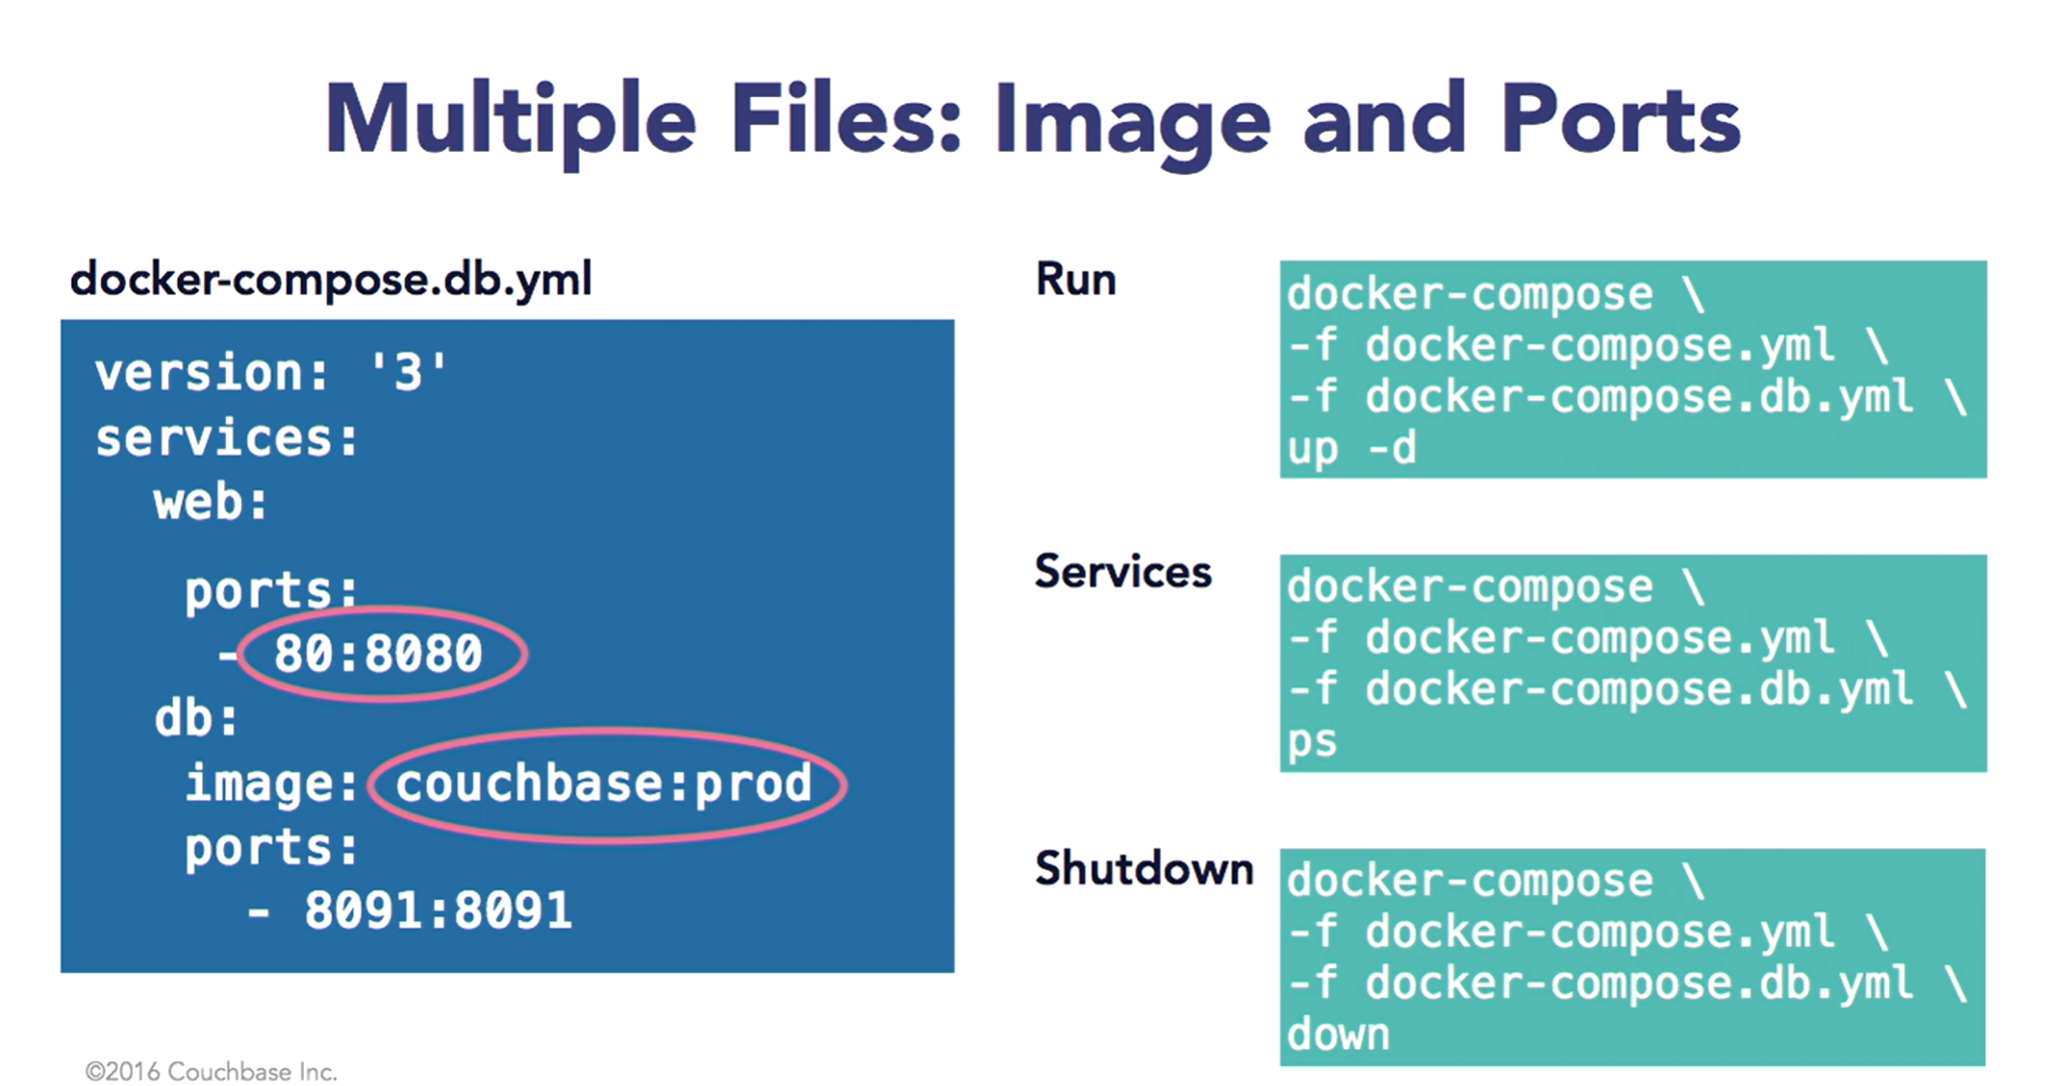 Multiple Files: Image and Ports
docker-compose.db.yml
version: '3'
services:
web:
ports:
- 80:8080
db:
image: couchbase:prod
ports:
- 8091:8091
Run
docker-compose \
-f docker-compose.yml \
-f docker-compose.db.yml \
up -d
Services
docker-compose \
-f docker-compose.yml \
-f docker-compose.db.yml \
ps
Shutdown
docker-compose \
-f docker-compose.yml \
-f docker-compose.db.yml \
down
©2016 Couchbase Inc.